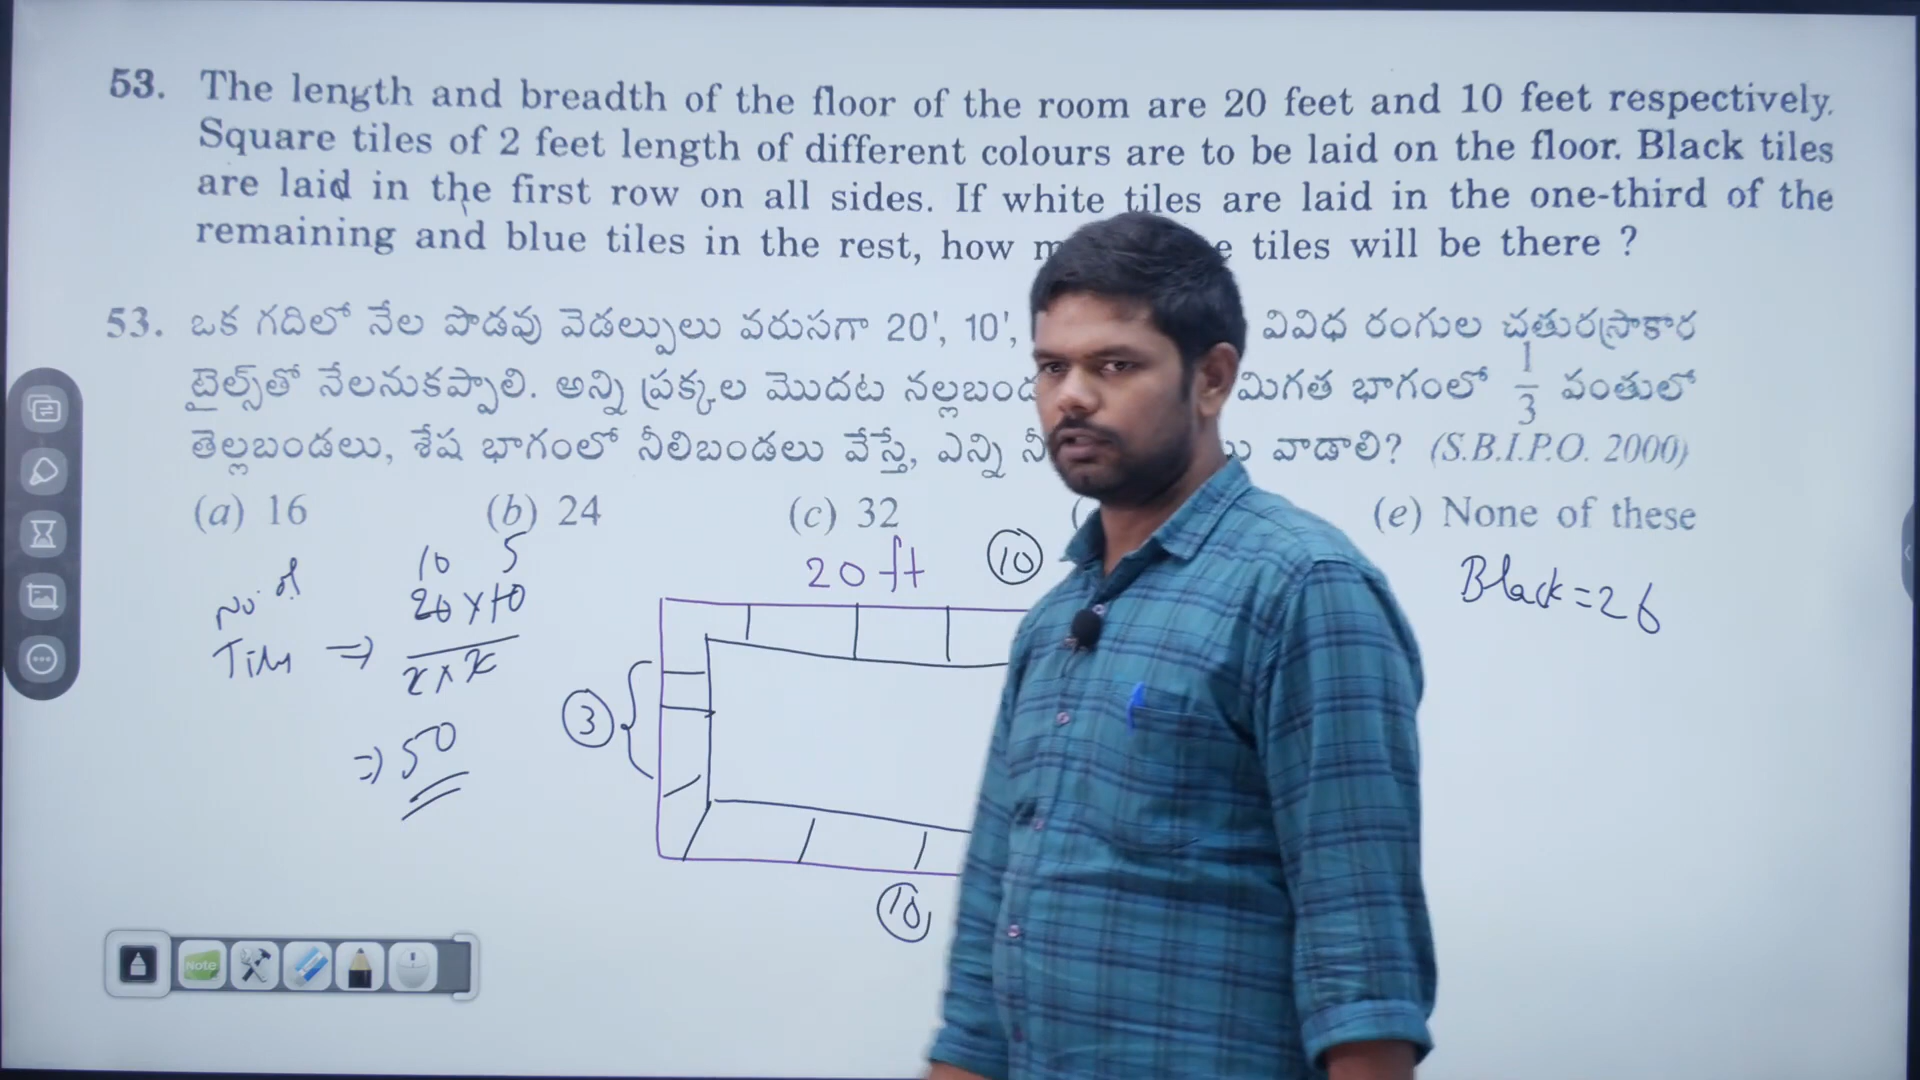 53. The length and breadth of the floor of the room are 20 feet and 10 feet respectively.
Square tiles of 2 feet length of different colours are to be laid on the floor. Black tiles
are laid in the first row on all sides. If white tiles are laid in the one-third of the
remaining and blue tiles in the rest, how tiles will be there ?
53. ఒక గదిలో నేల పొడవు వెడల్పులు వరుసగా 20', 10', వివిధ రంగుల చతురస్రాకార
టైల్స్‌తో నేలనుకప్పాలి. అన్ని ప్రక్కల మొదట మిగత భాగంలో 1/3 వంతులో
తెల్లబండలు, శేష భాగంలో నీలిబండలు వేస్తే, ఎన్ని వాడాలి? (S.B.I.P.O. 2000)
(a) 16 (b) 24 (c) 32 (e) None of these
No. of
Tiles ⇒
10 5
20 x 10
2 x 2
⇒ 50
20 ft
10
3
10
Black = 26
Note